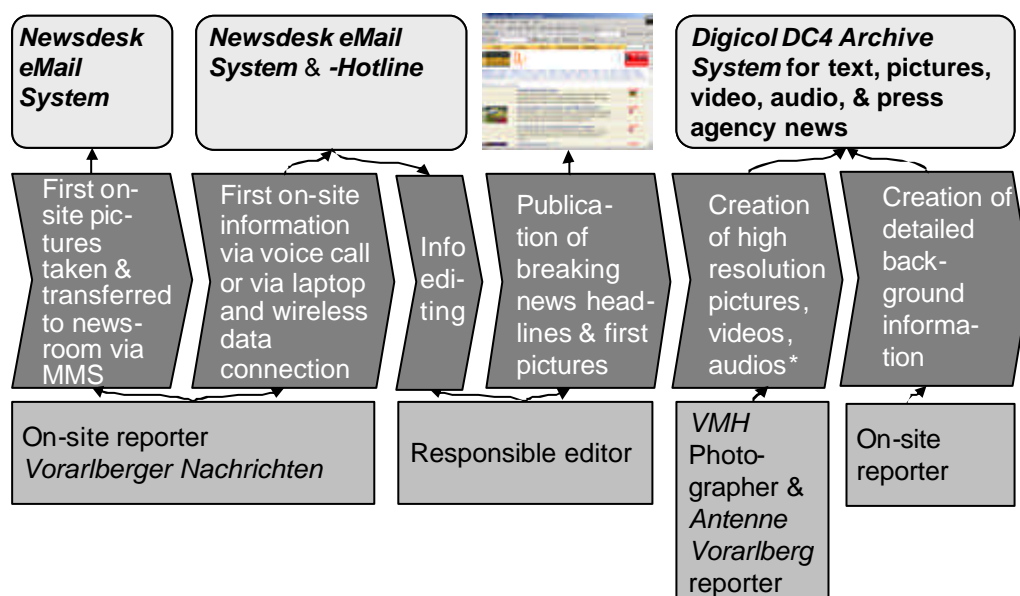 Newsdesk
eMail
System
Newsdesk eMail
System & -Hotline
Digicol DC4 Archive
System for text, pictures,
video, audio, & press
agency news
First on-
site pic-
tures
taken &
transferred
to news-
room via
MMS
First on-site
information
via voice call
or via laptop
and wireless
data
connection
Info
edi-
ting
Publica-
tion of
breaking
news head-
lines & first
pictures
Creation
of high
resolution
pictures,
videos,
audios*
Creation of
detailed
back-
ground
informa-
tion
On-site reporter
Vorarlberger Nachrichten
Responsible editor
VMH
Photo-
grapher &
Antenne
Vorarlberg
reporter
On-site
reporter